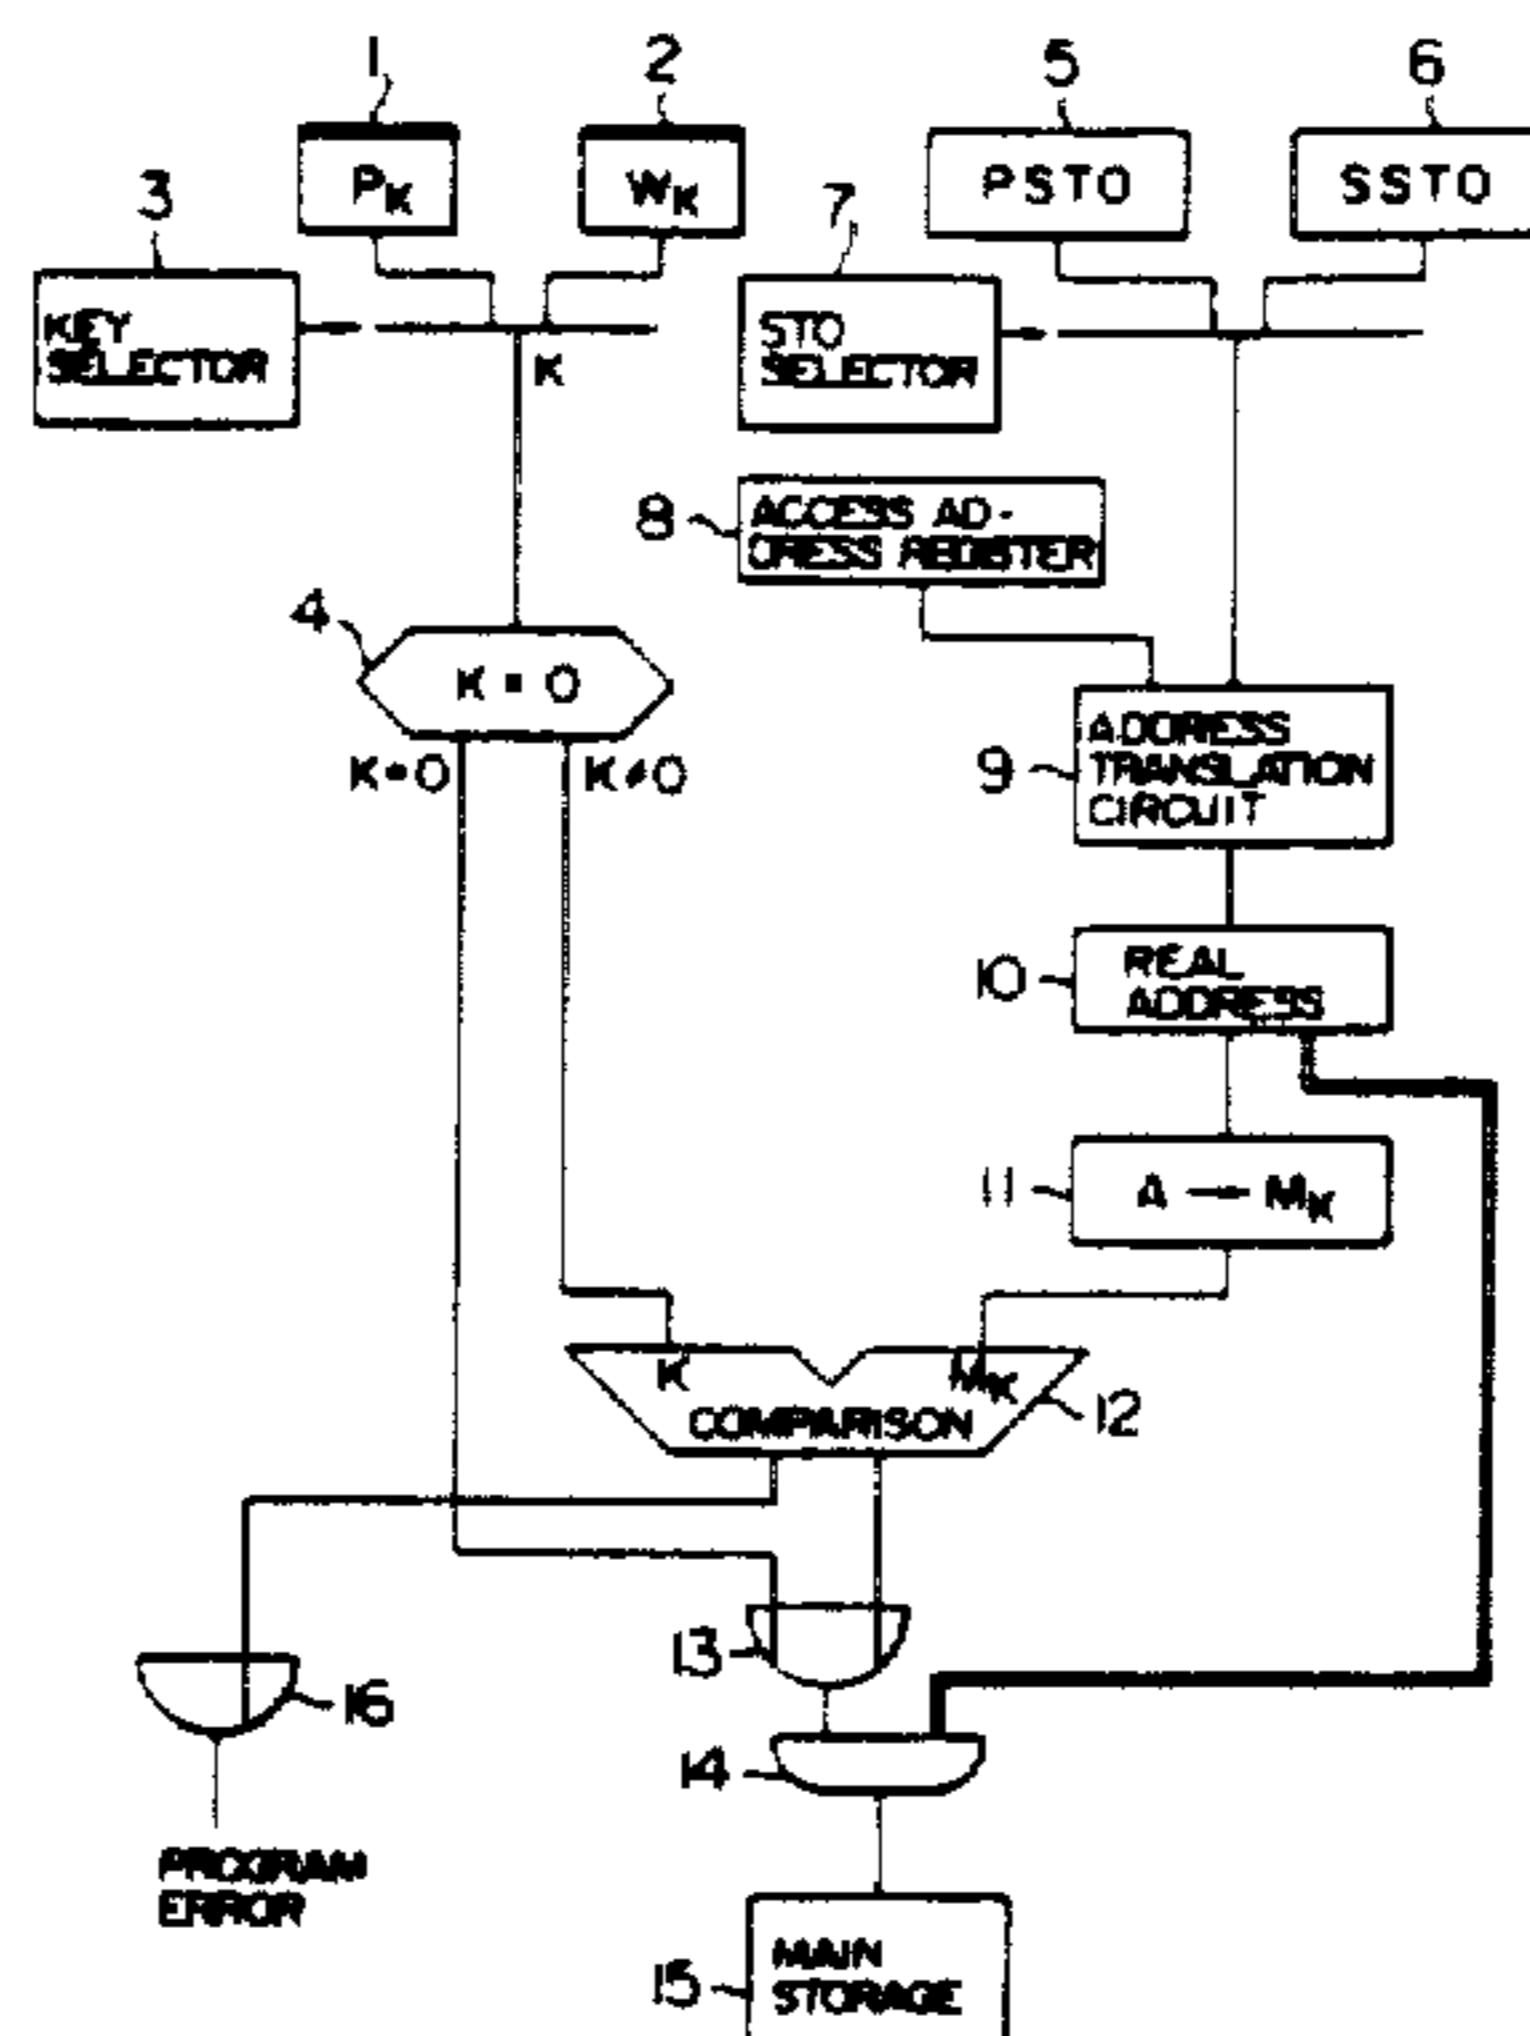 1
2
5
6
PK
WK
PSTO
SSTO
3
7
KEY
SELECTOR
STO
SELECTOR
K
8
ACCESS AD-
DRESS REGISTER
4
K = 0
K=0
K≠0
9
ADDRESS
TRANSLATION
CIRCUIT
10
REAL
ADDRESS
11
A → MK
K
MK
COMPARISON
12
13
16
14
PROGRAM
ERROR
15
MAIN
STORAGE